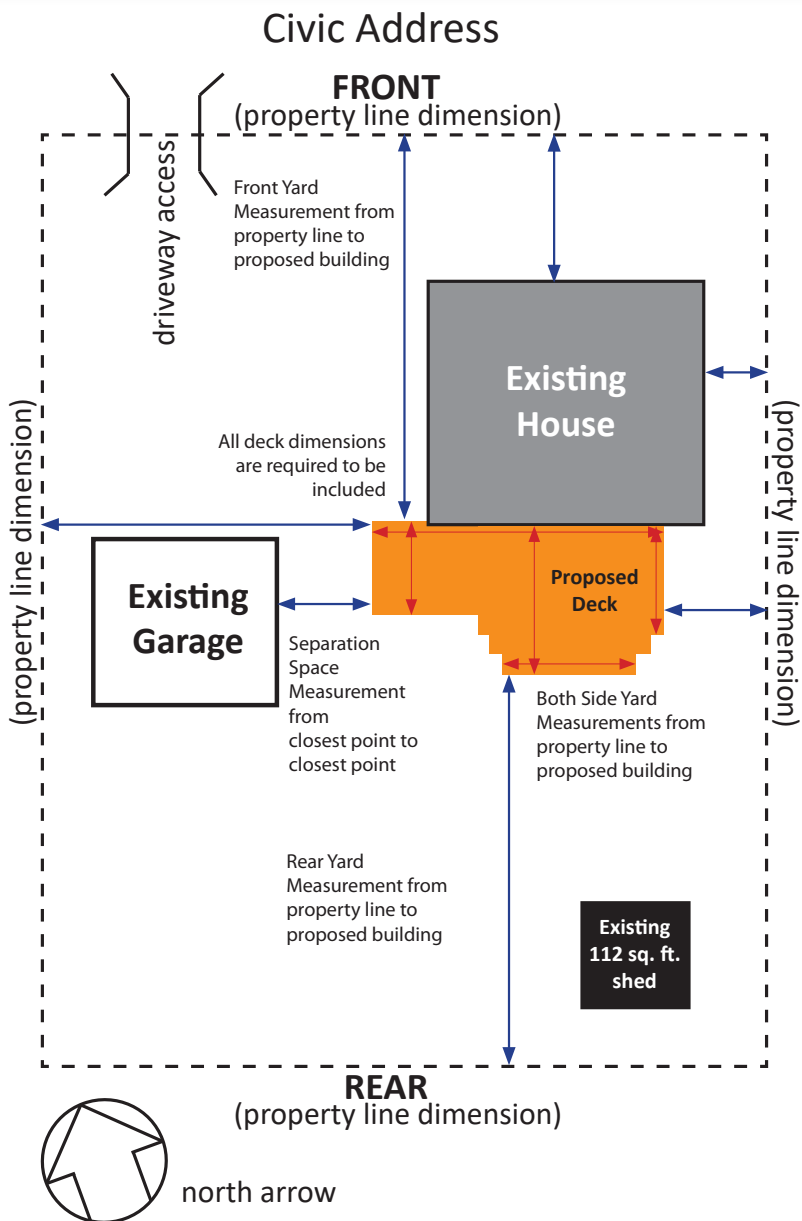 Civic Address
FRONT
(property line dimension)
driveway access
Front Yard
Measurement from
property line to
proposed building
Existing
House
(property line dimension)
(property line dimension)
All deck dimensions
are required to be
included
Existing
Garage
Proposed
Deck
Separation
Space
Measurement
from
closest point to
closest point
Both Side Yard
Measurements from
property line to
proposed building
Rear Yard
Measurement from
property line to
proposed building
Existing
112 sq. ft.
shed
REAR
(property line dimension)
north arrow